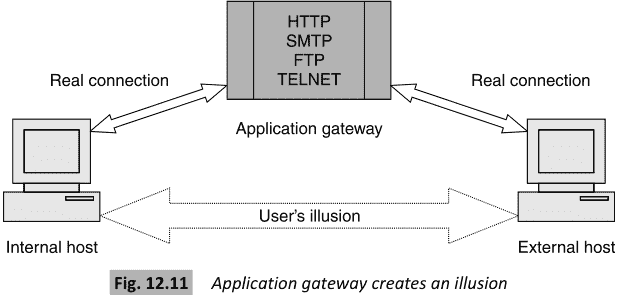 HTTP
SMTP
FTP
TELNET
Real connection
Real connection
Application gateway
User's illusion
Internal host
External host
Fig. 12.11 Application gateway creates an illusion